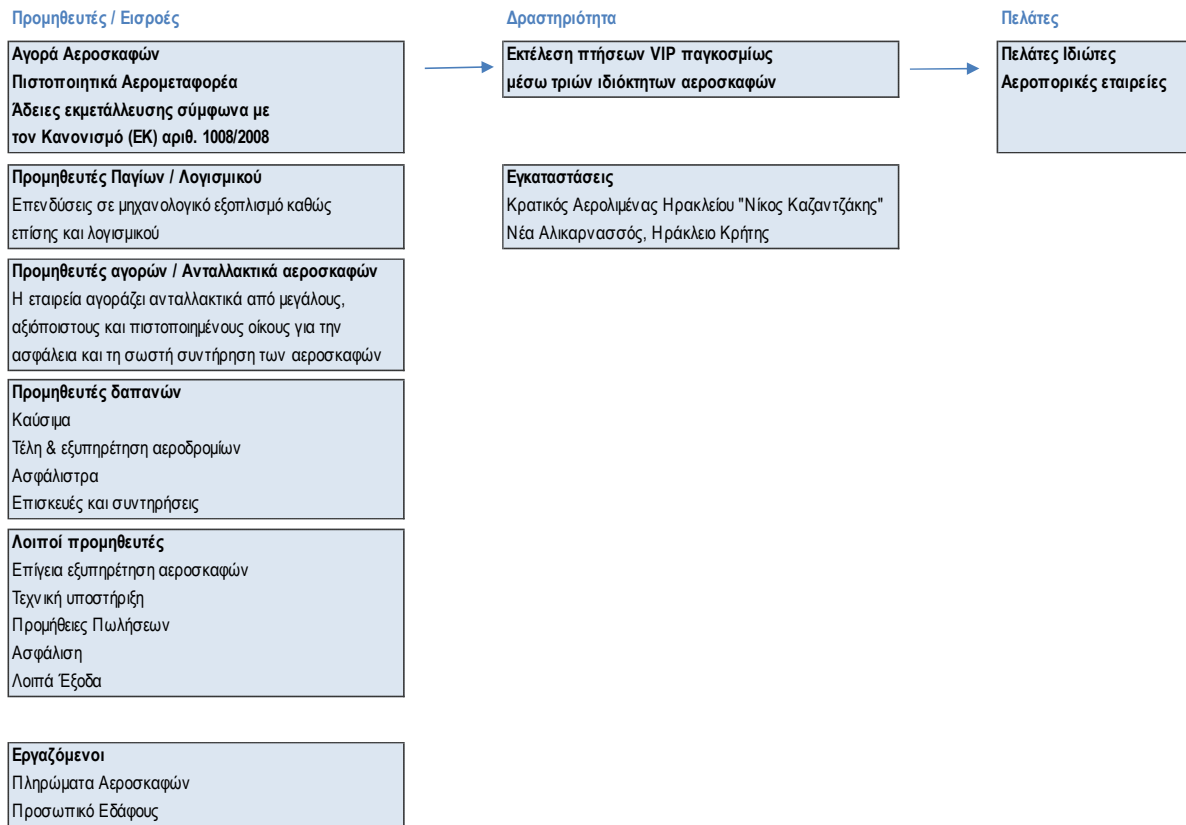 Προμηθευτές / Εισροές
Αγορά Αεροσκαφών
Πιστοποιητικά Αερομεταφορέα
Άδειες εκμετάλλευσης σύμφωνα με
τον Κανονισμό (ΕΚ) αριθ. 1008/2008
Προμηθευτές Παγίων / Λογισμικού
Επενδύσεις σε μηχανολογικό εξοπλισμό καθώς
επίσης και λογισμικού
Προμηθευτές αγορών / Ανταλλακτικά αεροσκαφών
Η εταιρεία αγοράζει ανταλλακτικά από μεγάλους,
αξιόποιστους και πιστοποιημένους οίκους για την
ασφάλεια και τη σωστή συντήρηση των αεροσκαφών
Προμηθευτές δαπανών
Καύσιμα
Τέλη & εξυπηρέτηση αεροδρομίων
Ασφάλιστρα
Επισκευές και συντηρήσεις
Λοιποί προμηθευτές
Επίγεια εξυπηρέτηση αεροσκαφών
Τεχνική υποστήριξη
Προμήθειες Πωλήσεων
Ασφάλιση
Λοιπά Έξοδα
Εργαζόμενοι
Πληρώματα Αεροσκαφών
Προσωπικό Εδάφους
Δραστηριότητα
Εκτέλεση πτήσεων VIP παγκοσμίως
μέσω τριών ιδιόκτητων αεροσκαφών
Εγκαταστάσεις
Κρατικός Αερολιμένας Ηρακλείου "Νίκος Καζαντζάκης"
Νέα Αλικαρνασσός, Ηράκλειο Κρήτης
Πελάτες
Πελάτες Ιδιώτες
Αεροπορικές εταιρείες